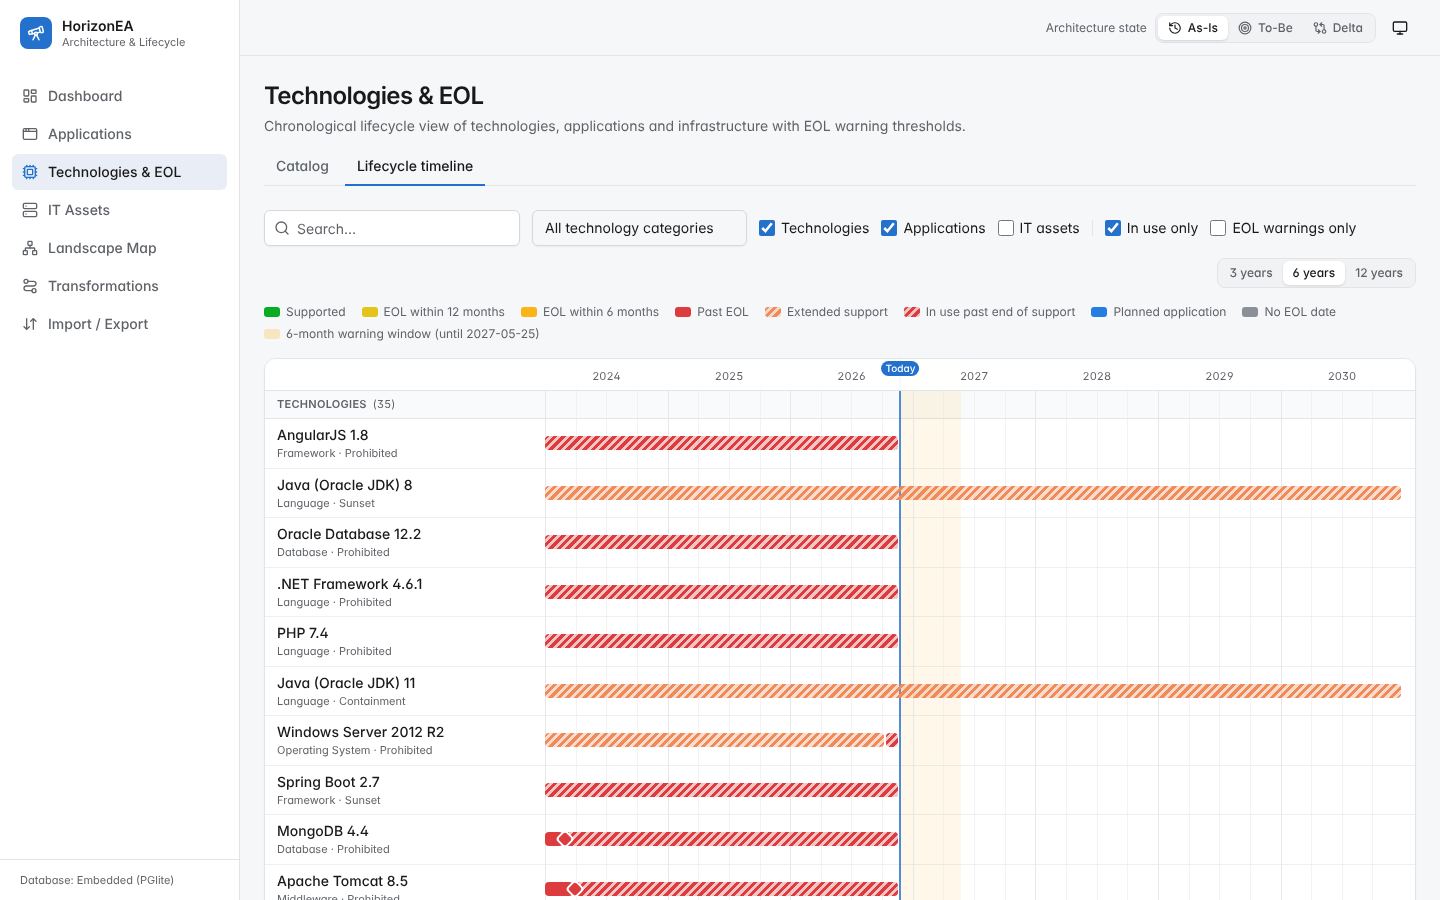 HorizonEA
Architecture & Lifecycle
Dashboard
Applications
Technologies & EOL
IT Assets
Landscape Map
Transformations
Import / Export
Database: Embedded (PGlite)
Architecture state
As-Is
To-Be
Delta
Technologies & EOL
Chronological lifecycle view of technologies, applications and infrastructure with EOL warning thresholds.
Catalog
Lifecycle timeline
Search...
All technology categories
Technologies
Applications
IT assets
In use only
EOL warnings only
3 years
6 years
12 years
Supported
EOL within 12 months
EOL within 6 months
Past EOL
Extended support
In use past end of support
Planned application
No EOL date
6-month warning window (until 2027-05-25)
Today
2024
2025
2026
2027
2028
2029
2030
TECHNOLOGIES (35)
AngularJS 1.8
Framework · Prohibited
Java (Oracle JDK) 8
Language · Sunset
Oracle Database 12.2
Database · Prohibited
.NET Framework 4.6.1
Language · Prohibited
PHP 7.4
Language · Prohibited
Java (Oracle JDK) 11
Language · Containment
Windows Server 2012 R2
Operating System · Prohibited
Spring Boot 2.7
Framework · Sunset
MongoDB 4.4
Database · Prohibited
Apache Tomcat 8.5
Middleware · Prohibited